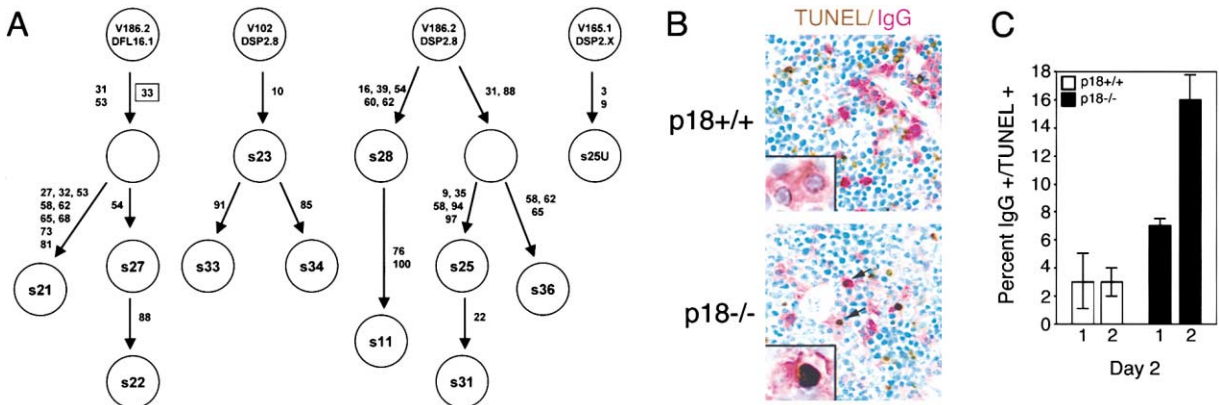 A
V186.2
DFL16.1
V102
DSP2.8
V186.2
DSP2.8
V165.1
DSP2.X
31
53
33
10
16, 39, 54
60, 62
31, 88
3
9
s23
s28
s25U
27, 32, 53
58, 62
65, 68
73
81
54
91
85
9, 35
58, 94
97
58, 62
65
s21
s27
s33
s34
76
100
s25
s36
88
22
s22
s11
s31
B
TUNEL/IgG
p18+/+
p18-/-
C
Percent IgG +/TUNEL +
18
16
14
12
10
8
6
4
2
0
p18+/+
p18-/-
1 2 1 2
Day 2